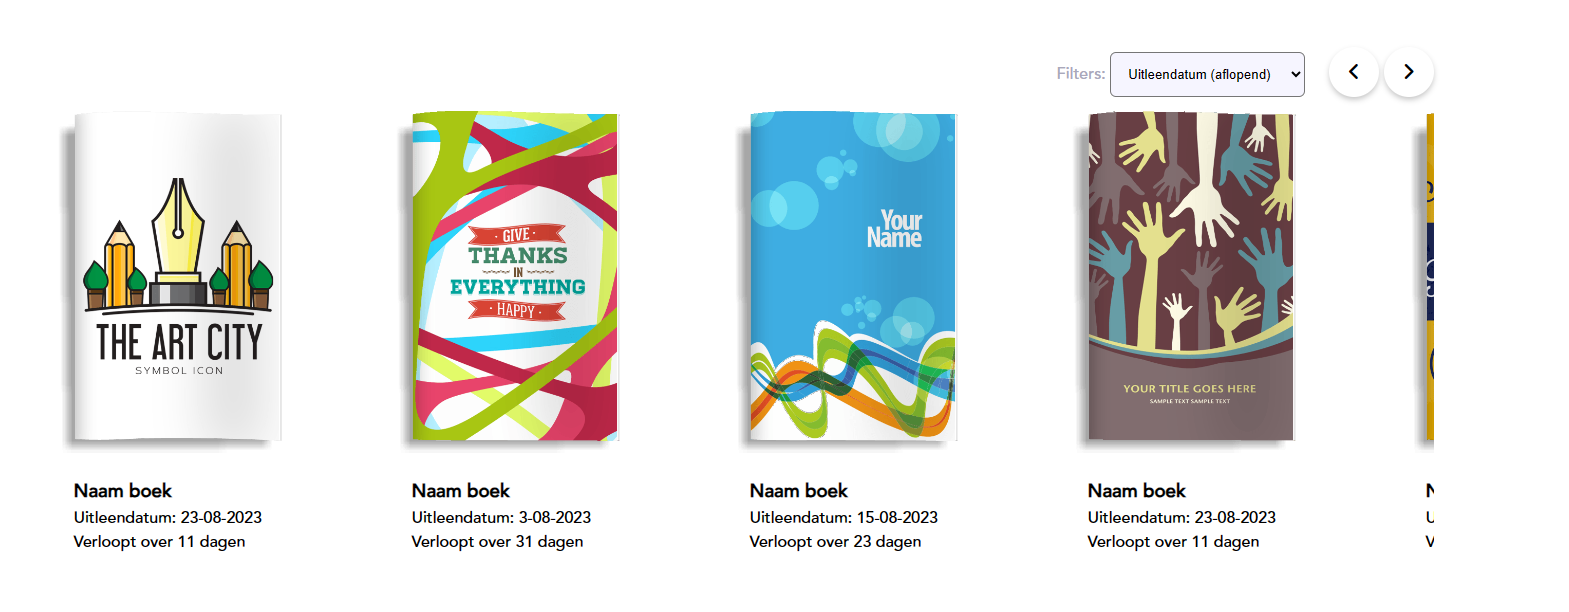 Filters: Uitleendatum (aflopend)
THE ART CITY
SYMBOL ICON
· GIVE ·
THANKS
IN
EVERYTHING
· HAPPY ·
Your
Name
YOUR TITLE GOES HERE
SAMPLE TEXT SAMPLE TEXT
Naam boek
Uitleendatum: 23-08-2023
Verloopt over 11 dagen
Naam boek
Uitleendatum: 3-08-2023
Verloopt over 31 dagen
Naam boek
Uitleendatum: 15-08-2023
Verloopt over 23 dagen
Naam boek
Uitleendatum: 23-08-2023
Verloopt over 11 dagen